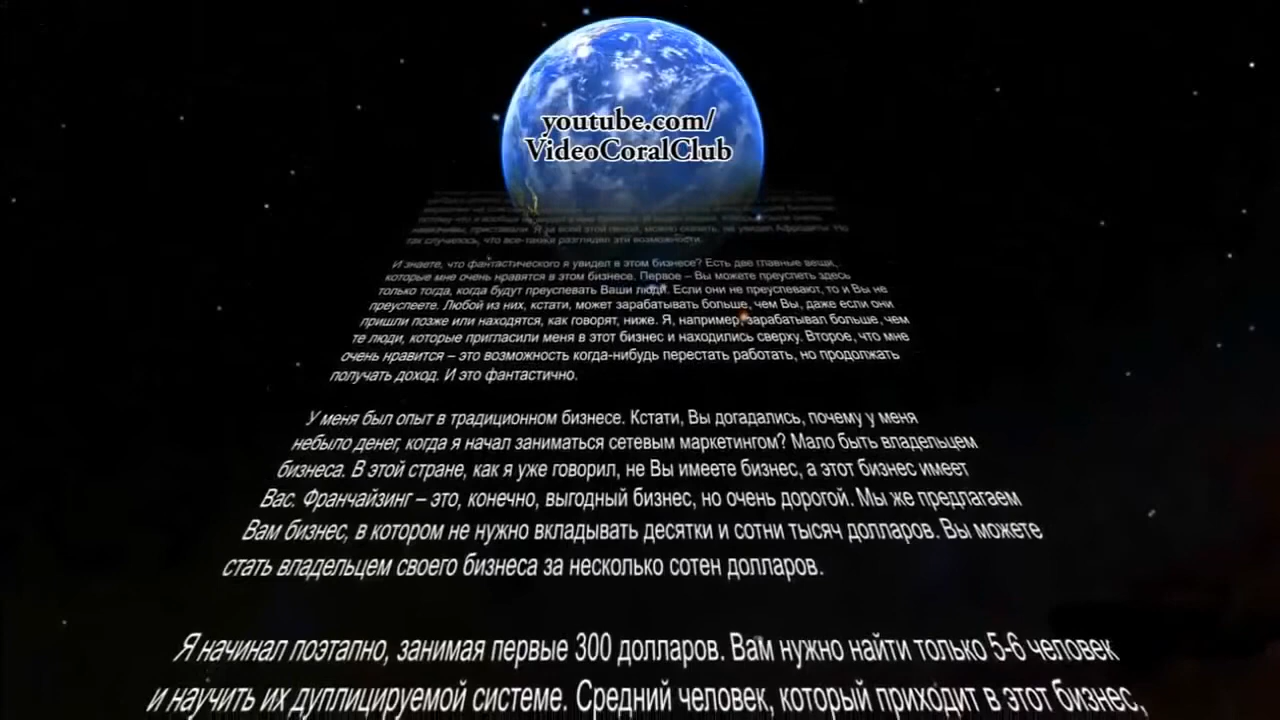 youtube.com/
VideoCoralClub
так случилось, что все-таки разглядел эти возможности.
И знаете, что фантастического я увидел в этом бизнесе? Есть две главные вещи,
которые мне очень нравятся в этом бизнесе. Первое – Вы можете преуспеть здесь
только тогда, когда будут преуспевать Ваши люди. Если они не преуспевают, то и Вы не
преуспеете. Любой из них, кстати, может зарабатывать больше, чем Вы, даже если они
пришли позже или находятся, как говорят, ниже. Я, например, зарабатывал больше, чем
те люди, которые пригласили меня в этот бизнес и находились сверху. Второе, что мне
очень нравится – это возможность когда-нибудь перестать работать, но продолжать
получать доход. И это фантастично.
У меня был опыт в традиционном бизнесе. Кстати, Вы догадались, почему у меня
небыло денег, когда я начал заниматься сетевым маркетингом? Мало быть владельцем
бизнеса. В этой стране, как я уже говорил, не Вы имеете бизнес, а этот бизнес имеет
Вас. Франчайзинг – это, конечно, выгодный бизнес, но очень дорогой. Мы же предлагаем
Вам бизнес, в котором не нужно вкладывать десятки и сотни тысяч долларов. Вы можете
стать владельцем своего бизнеса за несколько сотен долларов.
Я начинал поэтапно, занимая первые 300 долларов. Вам нужно найти только 5-6 человек
и научить их дуплицируемой системе. Средний человек, который приходит в этот бизнес,